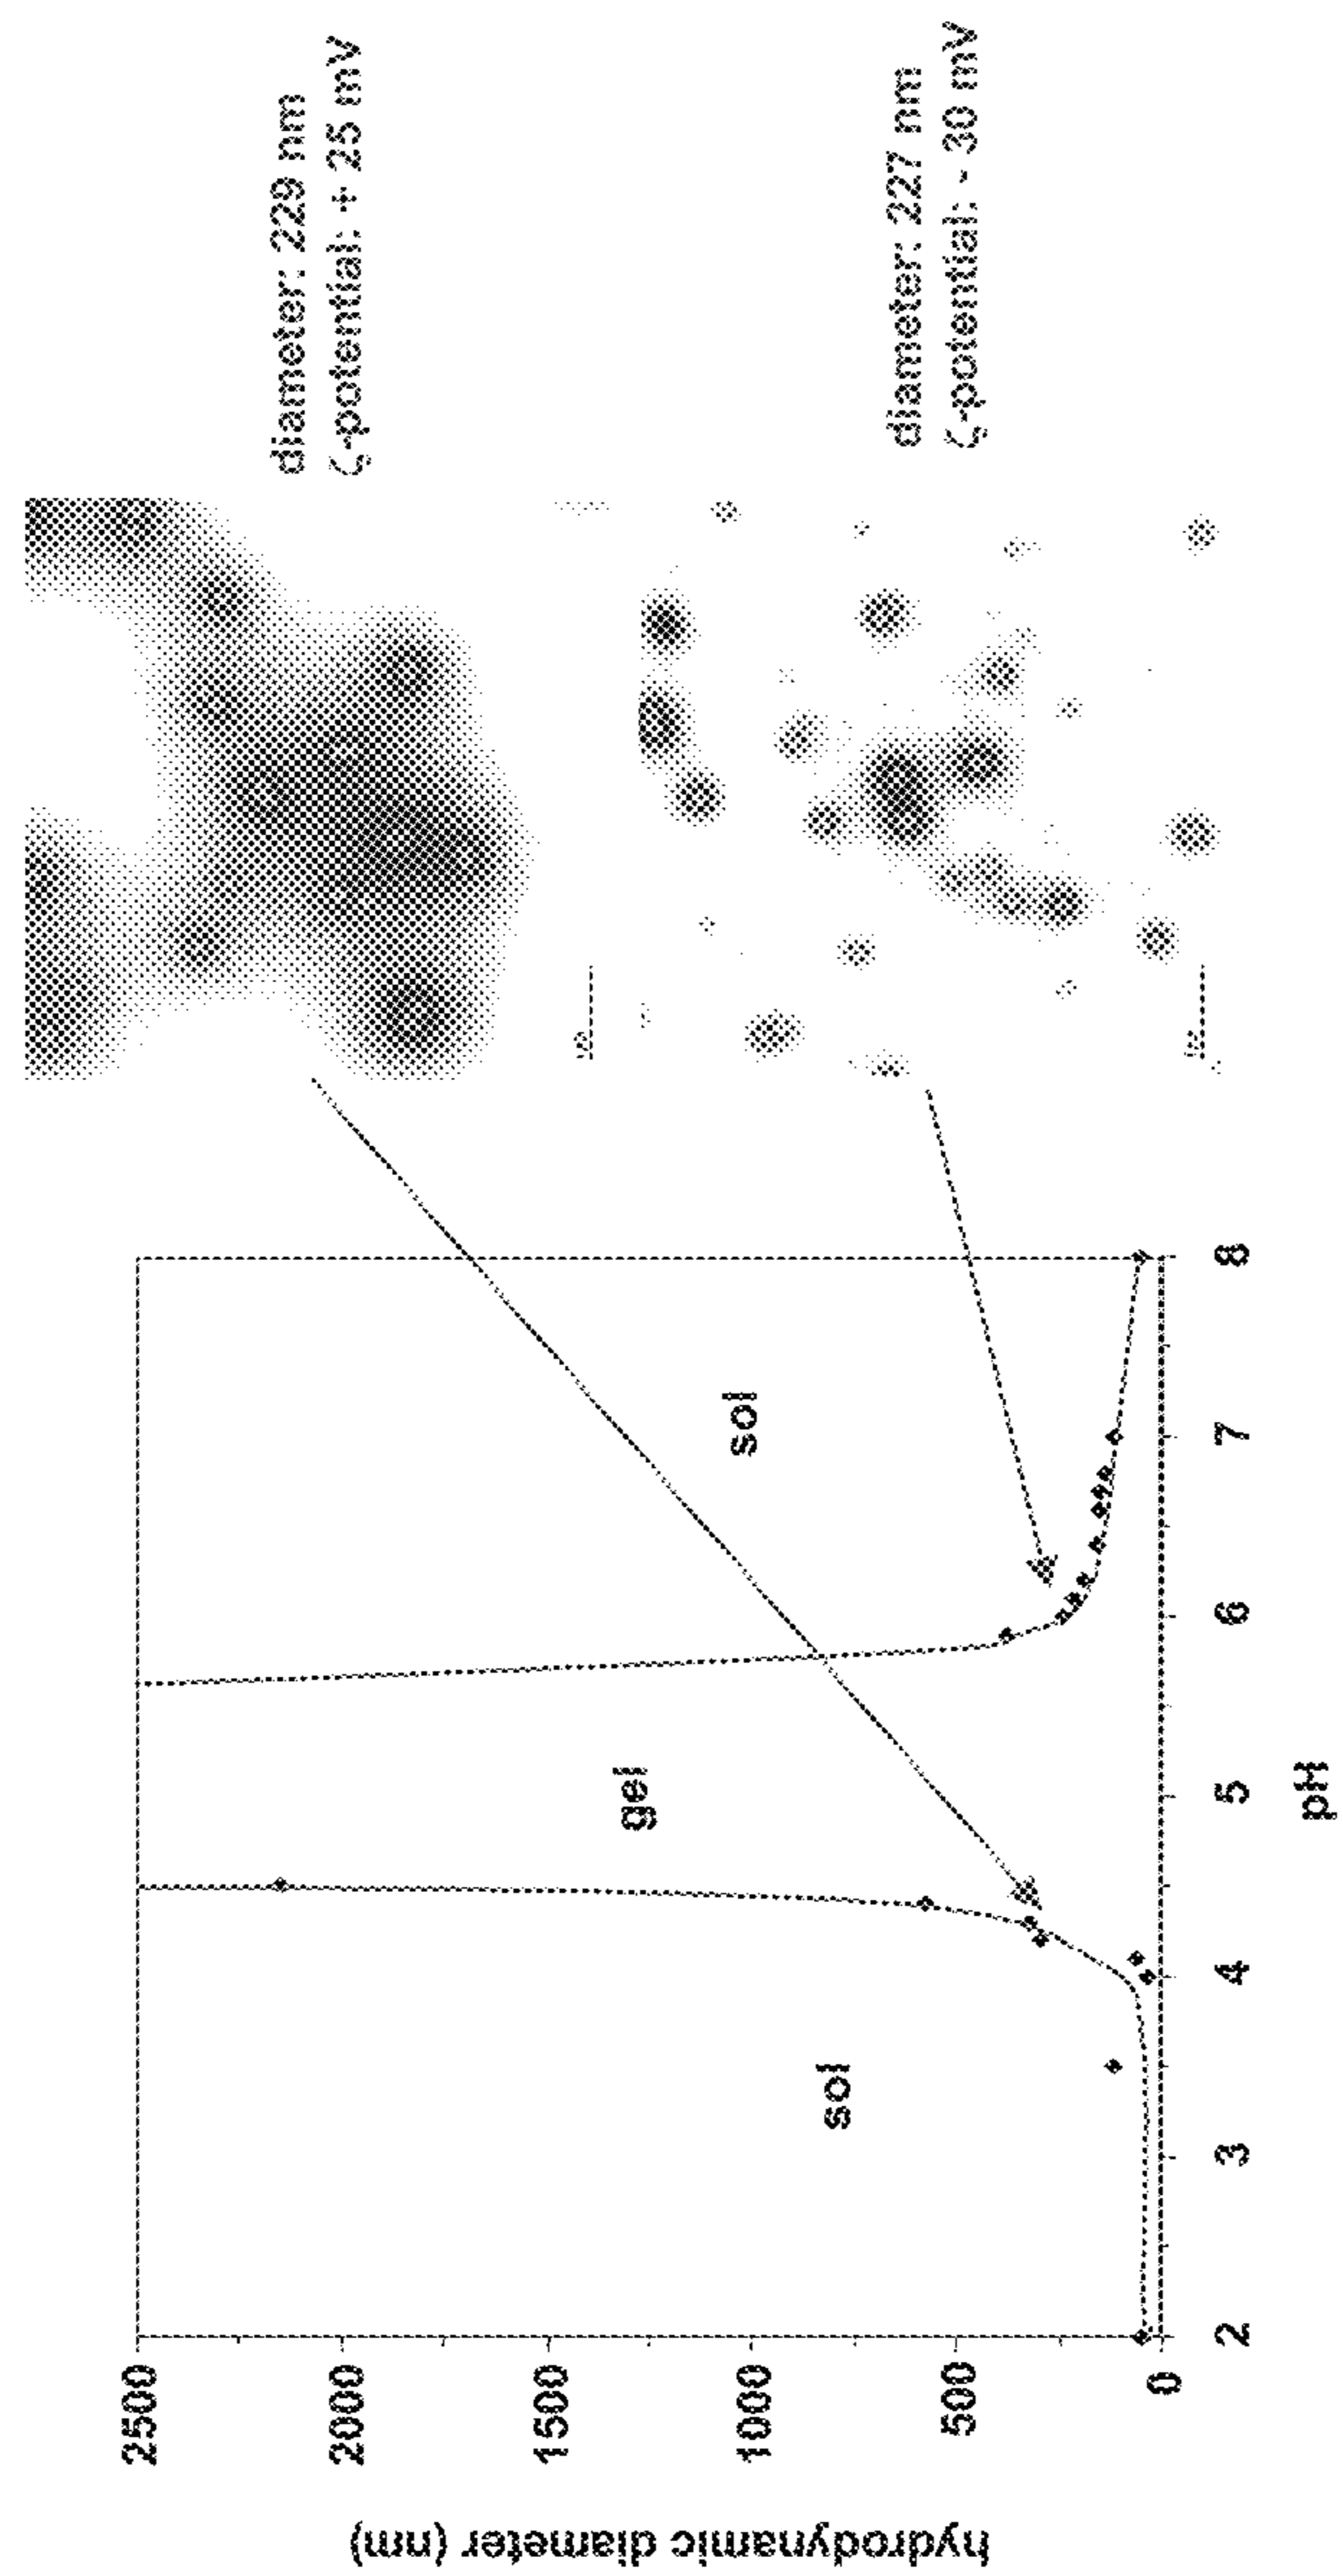 diameter: 229 nm
ζ-potential: + 25 mV
diameter: 227 nm
ζ-potential: - 30 mV
hydrodynamic diameter (nm)
2500
2000
1500
1000
500
0
sol
gel
sol
2
3
4
5
6
7
8
pH